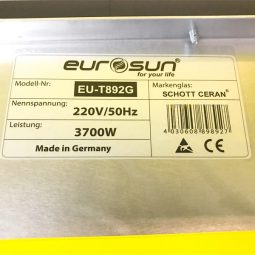 eurosun®
for your life
Modell-Nr: EU-T892G
Markenglas:
SCHOTT CERAN®
Nennspannung:
220V/50Hz
Leistung:
3700W
4030608898927
Made in Germany
CE